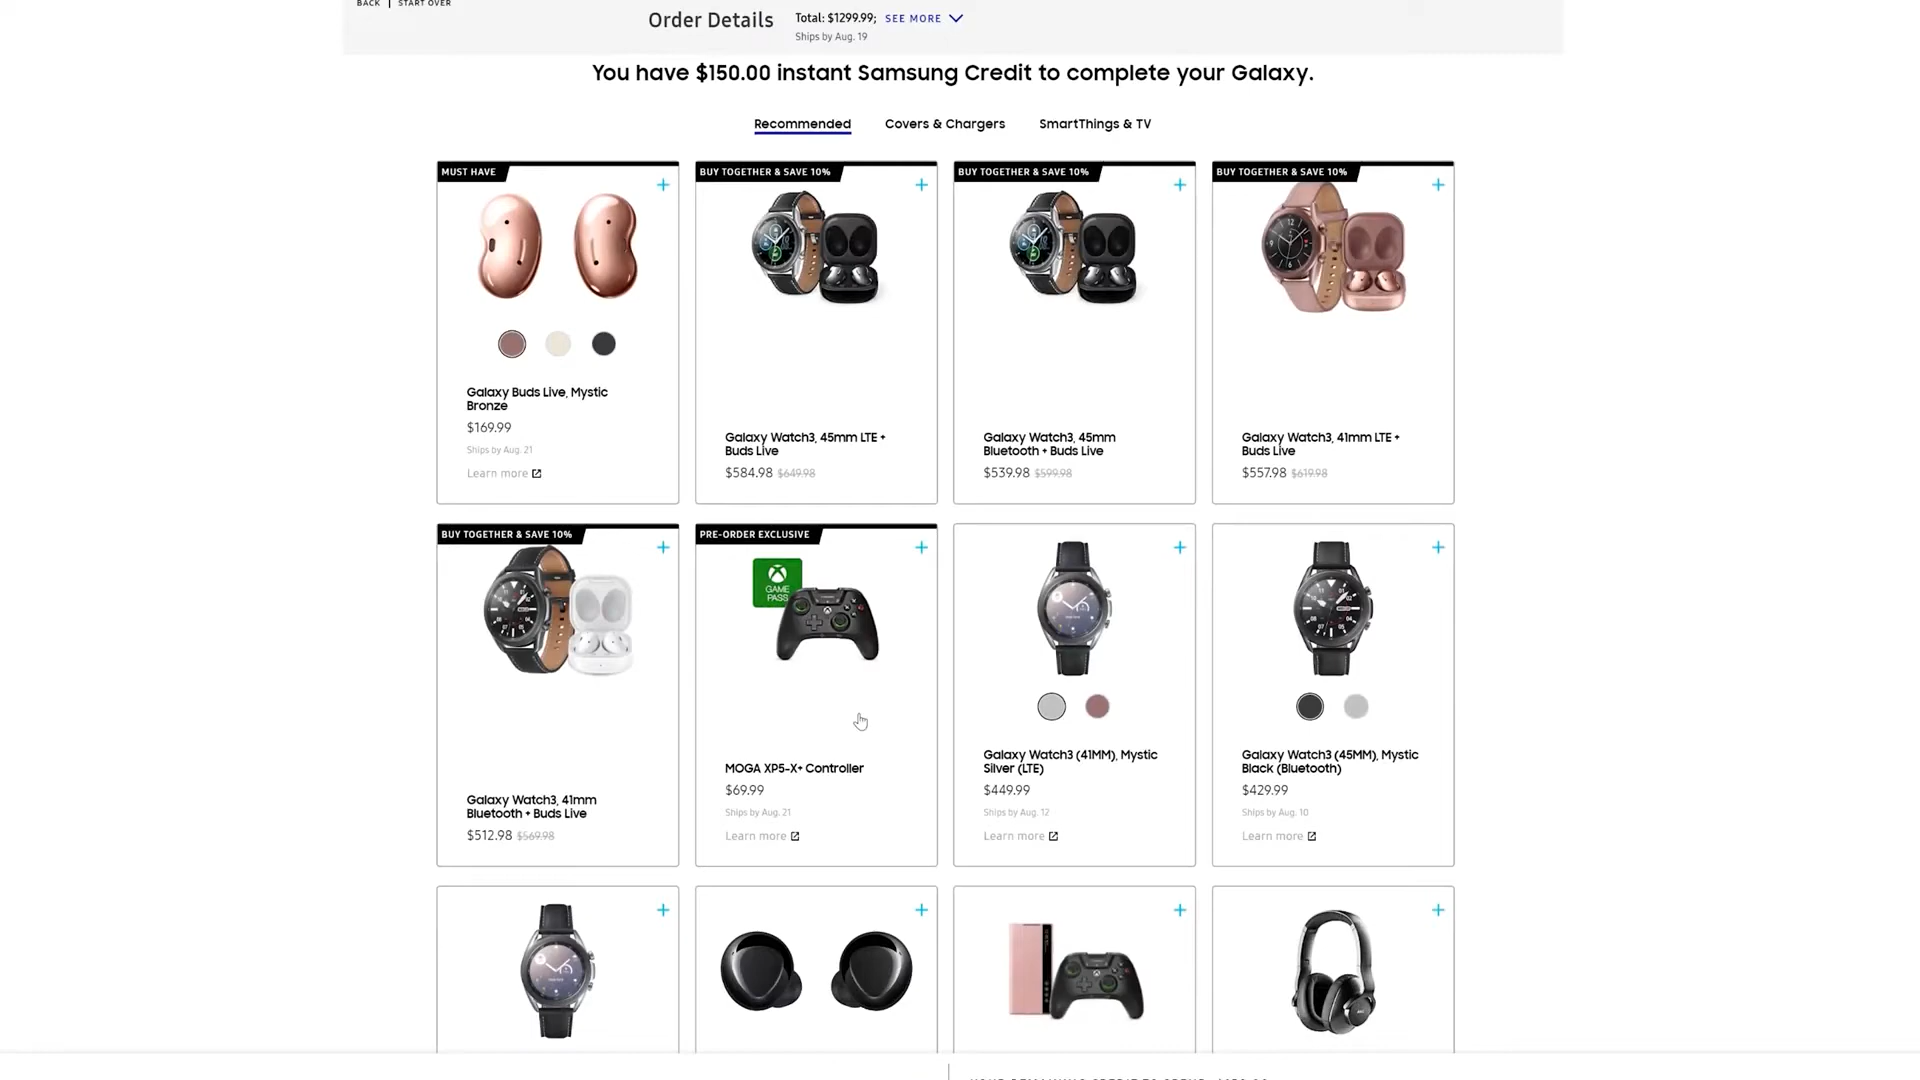 BACK | START OVER
Order Details
Total: $1299.99; SEE MORE
Ships by Aug. 19
You have $150.00 instant Samsung Credit to complete your Galaxy.
Recommended
Covers & Chargers
SmartThings & TV
MUST HAVE
Galaxy Buds Live, Mystic
Bronze
$169.99
Ships by Aug. 21
Learn more
BUY TOGETHER & SAVE 10%
Galaxy Watch3, 45mm LTE +
Buds Live
$584.98 $649.98
BUY TOGETHER & SAVE 10%
Galaxy Watch3, 45mm
Bluetooth + Buds Live
$539.98 $599.98
BUY TOGETHER & SAVE 10%
Galaxy Watch3, 41mm LTE +
Buds Live
$557.98 $619.98
BUY TOGETHER & SAVE 10%
Galaxy Watch3, 41mm
Bluetooth + Buds Live
$512.98 $569.98
PRE-ORDER EXCLUSIVE
GAME
PASS
MOGA XP5-X+ Controller
$69.99
Ships by Aug. 21
Learn more
Galaxy Watch3 (41MM), Mystic
Silver (LTE)
$449.99
Ships by Aug. 12
Learn more
Galaxy Watch3 (45MM), Mystic
Black (Bluetooth)
$429.99
Ships by Aug. 10
Learn more